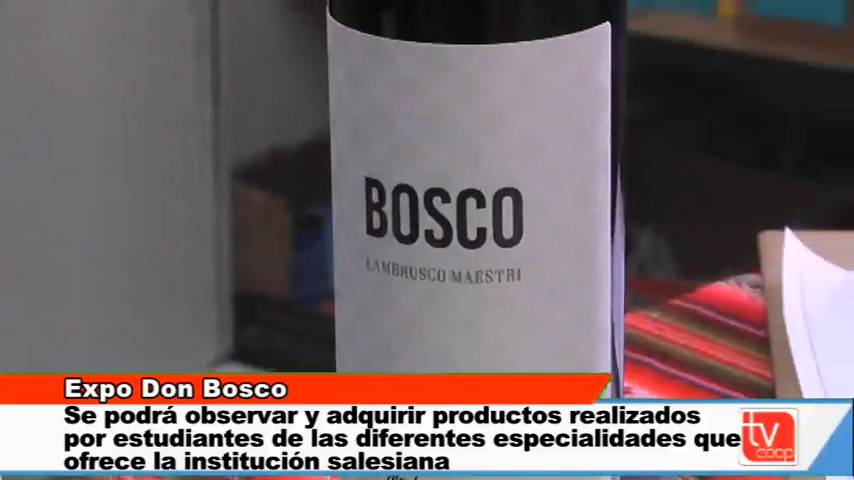 BOSCO
LAMBRUSCO MAESTRI
Expo Don Bosco
Se podrá observar y adquirir productos realizados
por estudiantes de las diferentes especialidades que
ofrece la institución salesiana
tv
coop